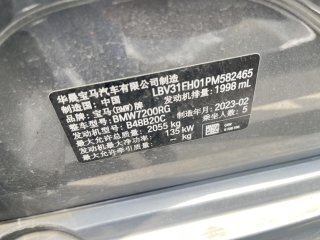 华晨宝马汽车有限公司制造
制造国: 中国 LBV31FH01PM582465
品牌: 宝马(BMW)牌 发动机排量: 1998 mL
整车型号: BMW7200RG
发动机型号: B48B20C 制造年月: 2023-02
最大允许总质量: 2055 kg 乘坐人数: 5
发动机最大净功率: 135 kW
最大允许牵引质量: — kg